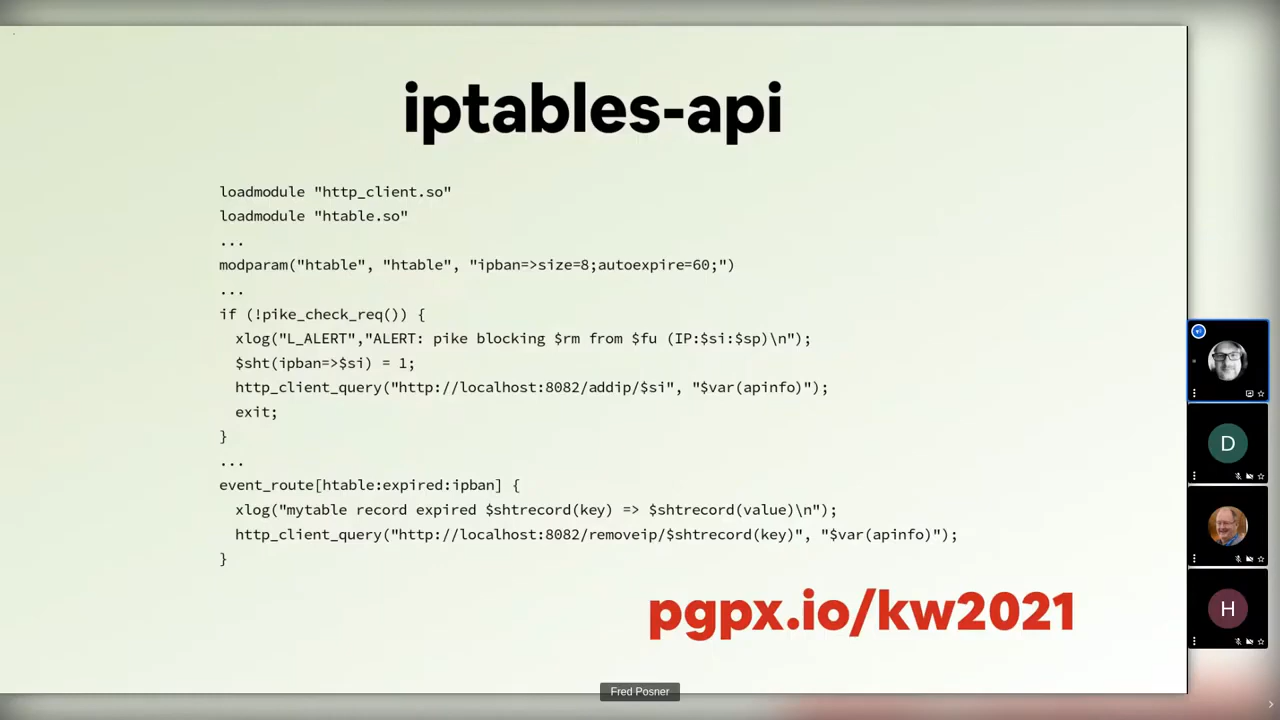 iptables-api
loadmodule "http_client.so"
loadmodule "htable.so"
...
modparam("htable", "htable", "ipban=>size=8;autoexpire=60;")
...
if (!pike_check_req()) {
  xlog("L_ALERT","ALERT: pike blocking $rm from $fu (IP:$si:$sp)\n");
  $sht(ipban=>$si) = 1;
  http_client_query("http://localhost:8082/addip/$si", "$var(apinfo)");
  exit;
}
...
event_route[htable:expired:ipban] {
  xlog("mytable record expired $shtrecord(key) => $shtrecord(value)\n");
  http_client_query("http://localhost:8082/removeip/$shtrecord(key)", "$var(apinfo)");
}
pgpx.io/kw2021
D
H
Fred Posner